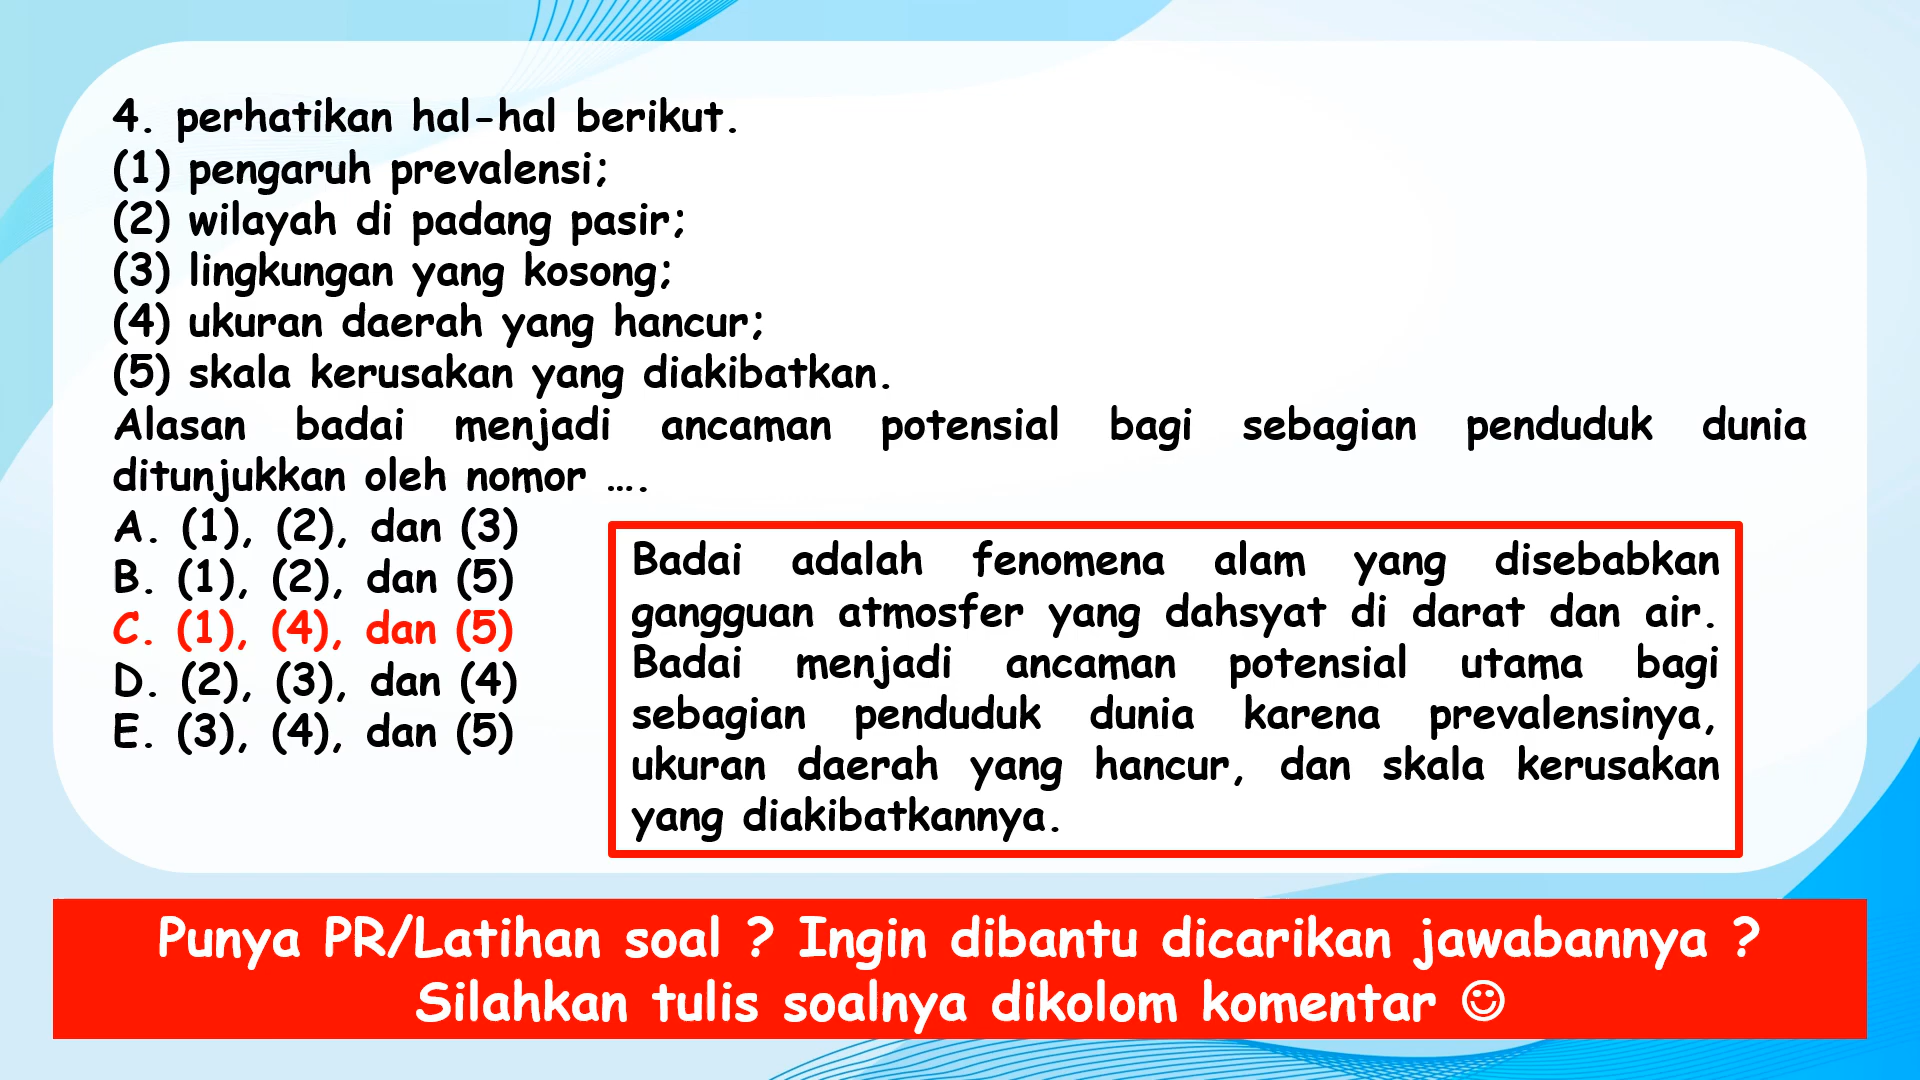 4. perhatikan hal-hal berikut.
(1) pengaruh prevalensi;
(2) wilayah di padang pasir;
(3) lingkungan yang kosong;
(4) ukuran daerah yang hancur;
(5) skala kerusakan yang diakibatkan.
Alasan badai menjadi ancaman potensial bagi sebagian penduduk dunia
ditunjukkan oleh nomor ....
A. (1), (2), dan (3)
B. (1), (2), dan (5)
C. (1), (4), dan (5)
D. (2), (3), dan (4)
E. (3), (4), dan (5)
Badai adalah fenomena alam yang disebabkan
gangguan atmosfer yang dahsyat di darat dan air.
Badai menjadi ancaman potensial utama bagi
sebagian penduduk dunia karena prevalensinya,
ukuran daerah yang hancur, dan skala kerusakan
yang diakibatkannya.
Punya PR/Latihan soal ? Ingin dibantu dicarikan jawabannya ?
Silahkan tulis soalnya dikolom komentar ☺